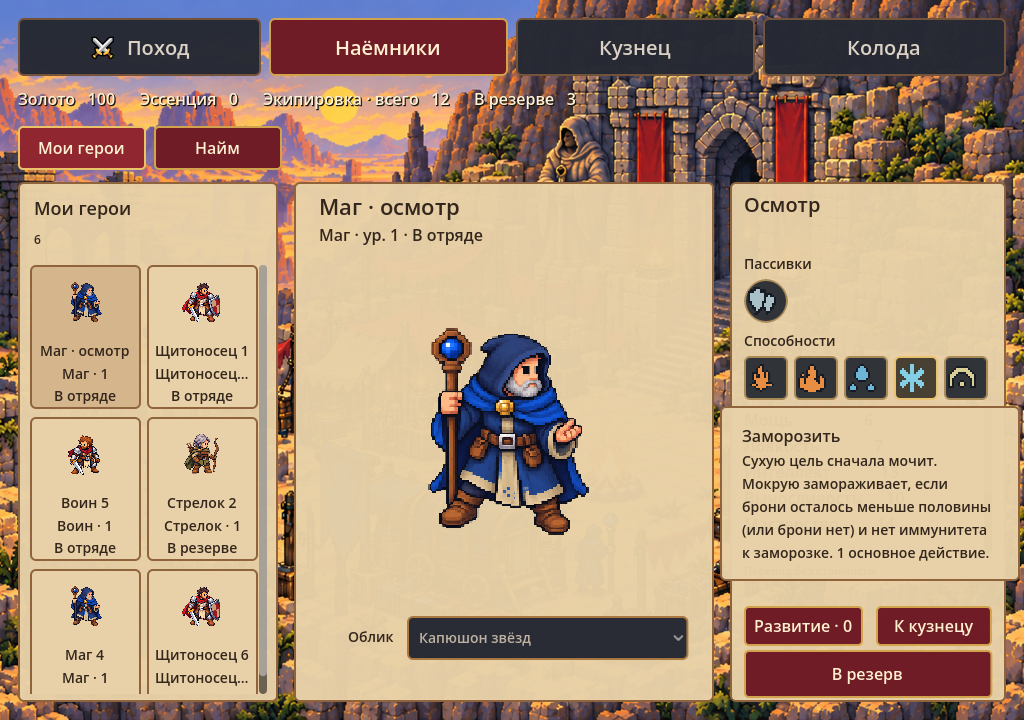 Поход
Наёмники
Кузнец
Колода
Золото 100 Эссенция 0 Экипировка · всего 12 В резерве 3
Мои герои
Найм
Мои герои
6
Маг · осмотр
Маг · 1
В отряде
Щитоносец 1
Щитоносец...
В отряде
Воин 5
Воин · 1
В отряде
Стрелок 2
Стрелок · 1
В резерве
Маг 4
Маг · 1
Щитоносец 6
Щитоносец...
Маг · осмотр
Маг · ур. 1 · В отряде
Облик
Капюшон звёзд
Осмотр
Пассивки
Способности
Заморозить
Сухую цель сначала мочит.
Мокрую замораживает, если
брони осталось меньше половины
(или брони нет) и нет иммунитета
к заморозке. 1 основное действие.
Развитие · 0
К кузнецу
В резерв